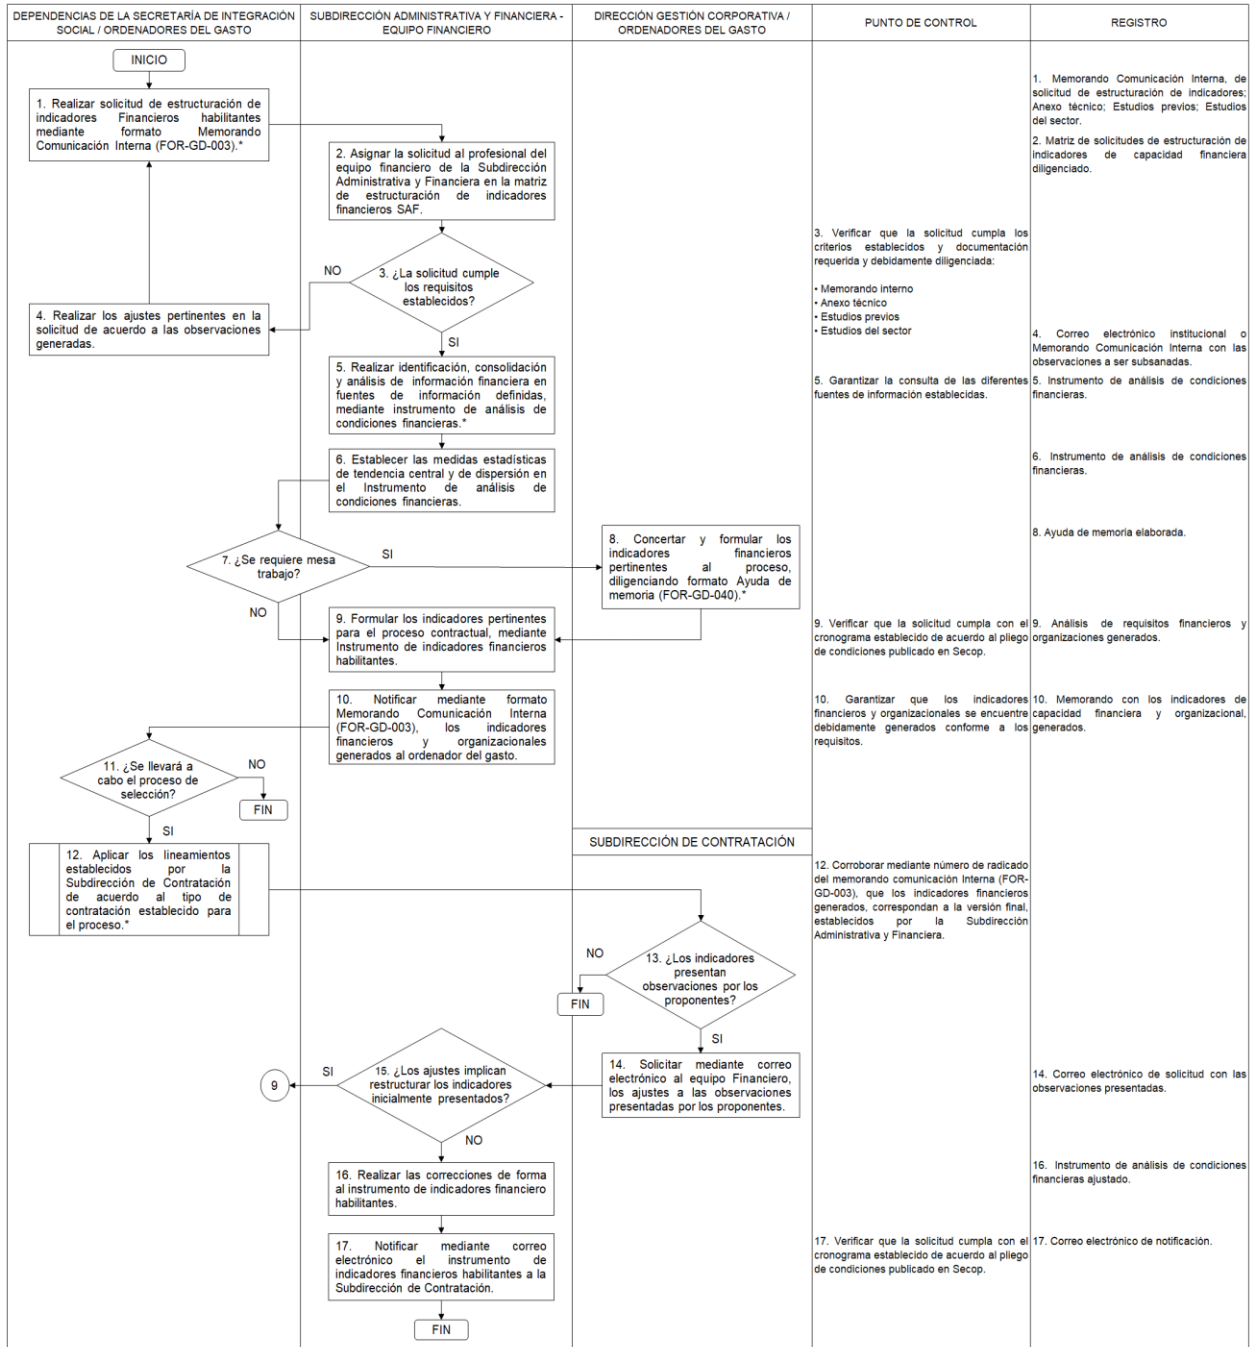 DEPENDENCIAS DE LA SECRETARÍA DE INTEGRACIÓN
SOCIAL / ORDENADORES DEL GASTO
SUBDIRECCIÓN ADMINISTRATIVA Y FINANCIERA -
EQUIPO FINANCIERO
DIRECCIÓN GESTIÓN CORPORATIVA /
ORDENADORES DEL GASTO
PUNTO DE CONTROL
REGISTRO
INICIO
1. Realizar solicitud de estructuración de
indicadores Financieros habilitantes
mediante formato Memorando
Comunicación Interna (FOR-GD-003).*
1. Memorando Comunicación Interna, de
solicitud de estructuración de indicadores;
Anexo técnico; Estudios previos; Estudios
del sector.
2. Asignar la solicitud al profesional del
equipo financiero de la Subdirección
Administrativa y Financiera en la matriz
de estructuración de indicadores
financieros SAF.
2. Matriz de solicitudes de estructuración de
indicadores de capacidad financiera
diligenciado.
3. ¿La solicitud cumple
los requisitos
establecidos?
NO
SI
3. Verificar que la solicitud cumpla los
criterios establecidos y documentación
requerida y debidamente diligenciada:
• Memorando interno
• Anexo técnico
• Estudios previos
• Estudios del sector
4. Realizar los ajustes pertinentes en la
solicitud de acuerdo a las observaciones
generadas.
4. Correo electrónico institucional o
Memorando Comunicación Interna con las
observaciones a ser subsanadas.
5. Realizar identificación, consolidación
y análisis de información financiera en
fuentes de información definidas,
mediante instrumento de análisis de
condiciones financieras.*
5. Garantizar la consulta de las diferentes
fuentes de información establecidas.
5. Instrumento de análisis de condiciones
financieras.
6. Establecer las medidas estadísticas
de tendencia central y de dispersión en
el Instrumento de análisis de
condiciones financieras.
6. Instrumento de análisis de condiciones
financieras.
7. ¿Se requiere mesa
trabajo?
SI
NO
8. Concertar y formular los
indicadores financieros
pertinentes al proceso,
diligenciando formato Ayuda de
memoria (FOR-GD-040).*
8. Ayuda de memoria elaborada.
9. Formular los indicadores pertinentes
para el proceso contractual, mediante
Instrumento de indicadores financieros
habilitantes.
9. Verificar que la solicitud cumpla con el
cronograma establecido de acuerdo al pliego
de condiciones publicado en Secop.
9. Análisis de requisitos financieros y
organizaciones generados.
10. Notificar mediante formato
Memorando Comunicación Interna
(FOR-GD-003), los indicadores
financieros y organizacionales
generados al ordenador del gasto.
10. Garantizar que los indicadores
financieros y organizacionales se encuentre
debidamente generados conforme a los
requisitos.
10. Memorando con los indicadores de
capacidad financiera y organizacional,
generados.
11. ¿Se llevará a
cabo el proceso de
selección?
NO
FIN
SI
SUBDIRECCIÓN DE CONTRATACIÓN
12. Aplicar los lineamientos
establecidos por la
Subdirección de Contratación
de acuerdo al tipo de
contratación establecido para
el proceso.*
12. Corroborar mediante número de radicado
del memorando comunicación Interna (FOR-
GD-003), que los indicadores financieros
generados, correspondan a la versión final,
establecidos por la Subdirección
Administrativa y Financiera.
13. ¿Los indicadores
presentan
observaciones por los
proponentes?
NO
FIN
SI
14. Solicitar mediante correo
electrónico al equipo Financiero,
los ajustes a las observaciones
presentadas por los proponentes.
14. Correo electrónico de solicitud con las
observaciones presentadas.
15. ¿Los ajustes implican
restructurar los indicadores
inicialmente presentados?
SI
9
NO
16. Realizar las correcciones de forma
al instrumento de indicadores financiero
habilitantes.
16. Instrumento de análisis de condiciones
financieras ajustado.
17. Notificar mediante correo
electrónico el instrumento de
indicadores financieros habilitantes a la
Subdirección de Contratación.
17. Verificar que la solicitud cumpla con el
cronograma establecido de acuerdo al pliego
de condiciones publicado en Secop.
17. Correo electrónico de notificación.
FIN